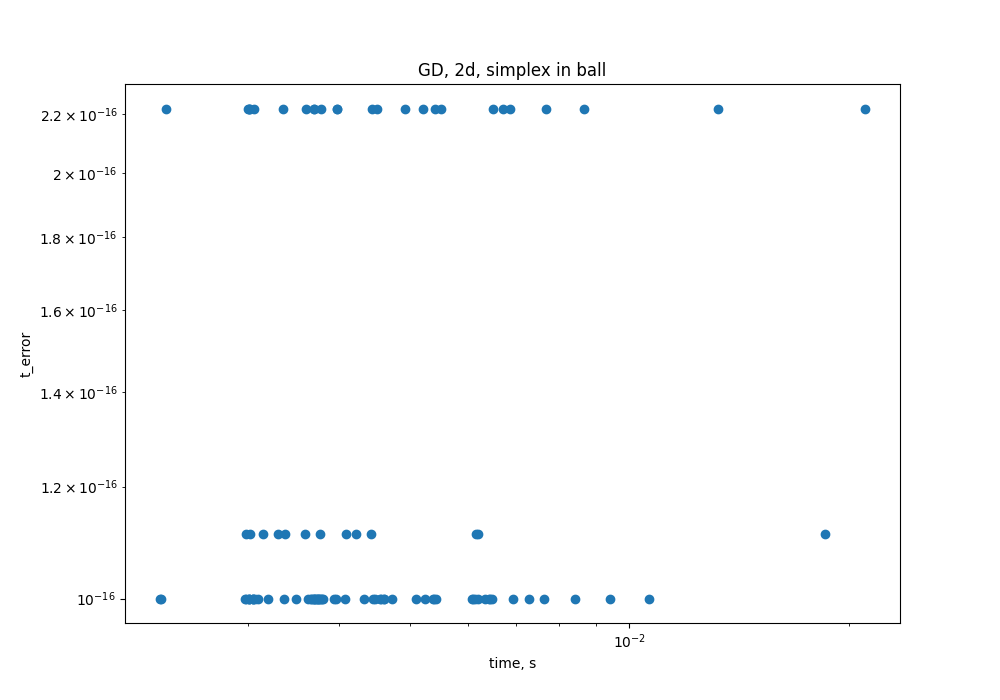 GD, 2d, simplex in ball
2.2 × 10⁻¹⁶
2 × 10⁻¹⁶
1.8 × 10⁻¹⁶
1.6 × 10⁻¹⁶
1.4 × 10⁻¹⁶
1.2 × 10⁻¹⁶
10⁻¹⁶
t_error
10⁻²
time, s